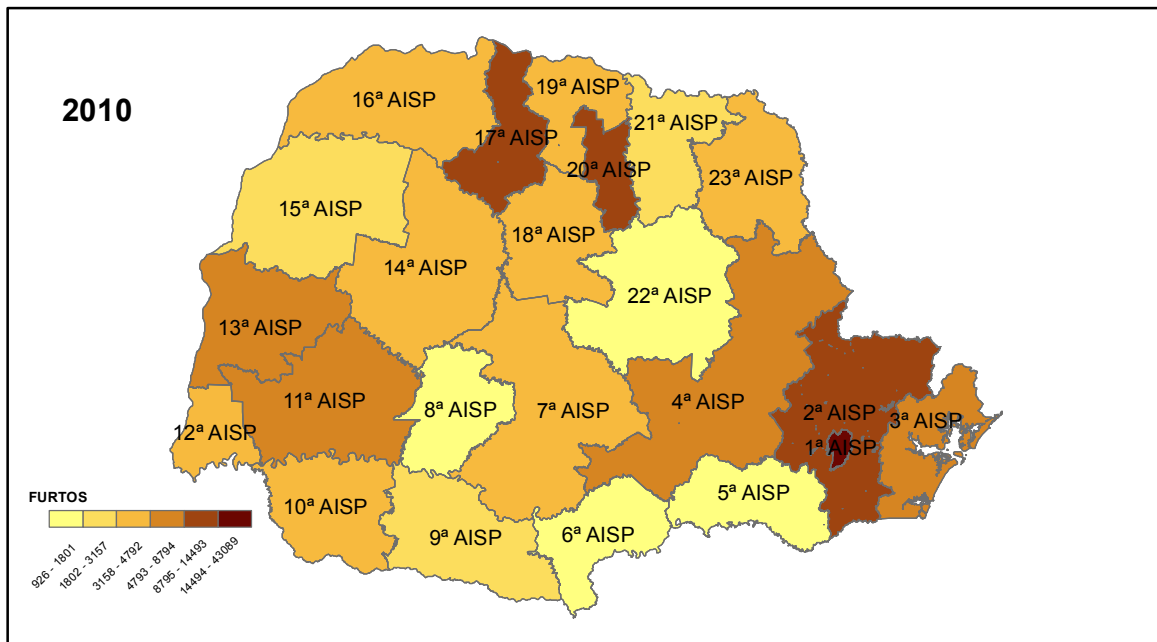 2010
16ª AISP
19ª AISP
21ª AISP
17ª AISP
20ª AISP
23ª AISP
15ª AISP
18ª AISP
14ª AISP
22ª AISP
13ª AISP
11ª AISP
8ª AISP
7ª AISP
4ª AISP
2ª AISP
3ª AISP
12ª AISP
1ª AISP
5ª AISP
10ª AISP
9ª AISP
6ª AISP
FURTOS
926 - 1801
1802 - 3157
3158 - 4792
4793 - 8794
8795 - 14493
14494 - 43089